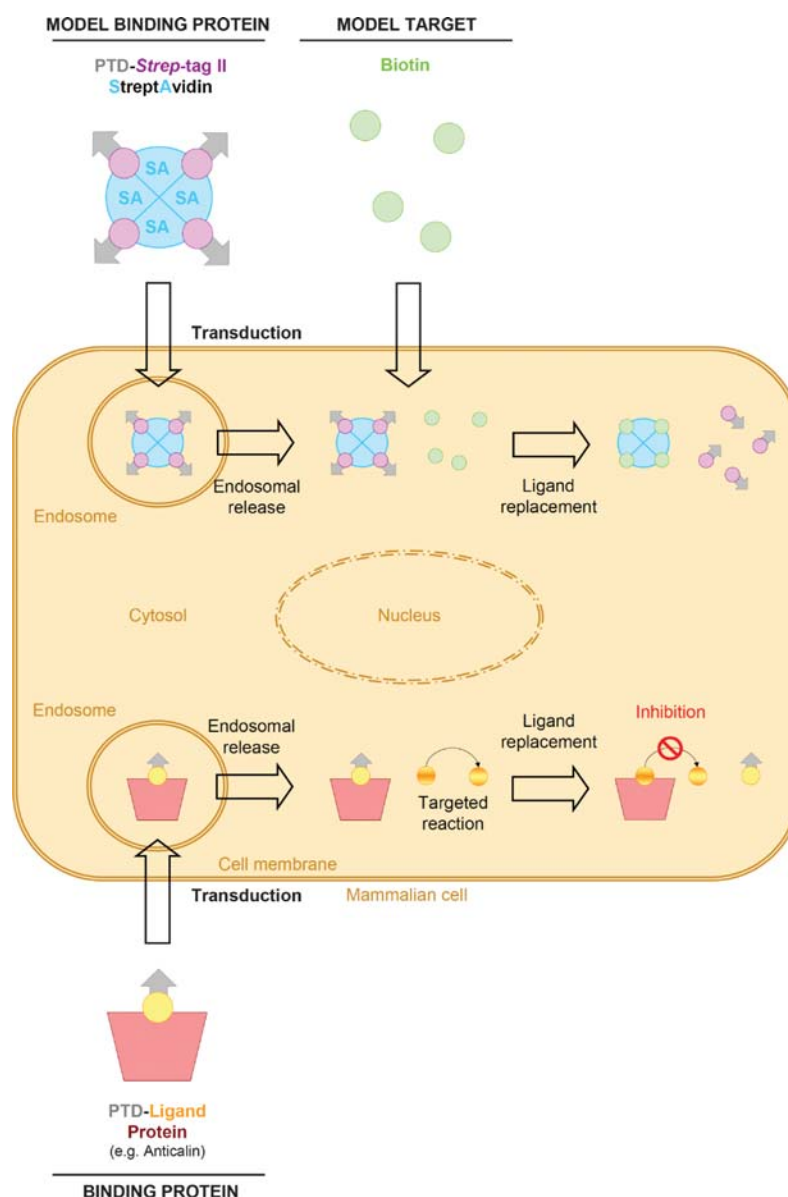 MODEL BINDING PROTEIN
MODEL TARGET
PTD-Strep-tag II
StreptAvidin
Biotin
SA
SA SA
SA
Transduction
Endosomal
release
Ligand
replacement
Endosome
Cytosol
Nucleus
Endosome
Endosomal
release
Ligand
replacement
Inhibition
Targeted
reaction
Cell membrane
Transduction
Mammalian cell
PTD-Ligand
Protein
(e.g. Anticalin)
BINDING PROTEIN